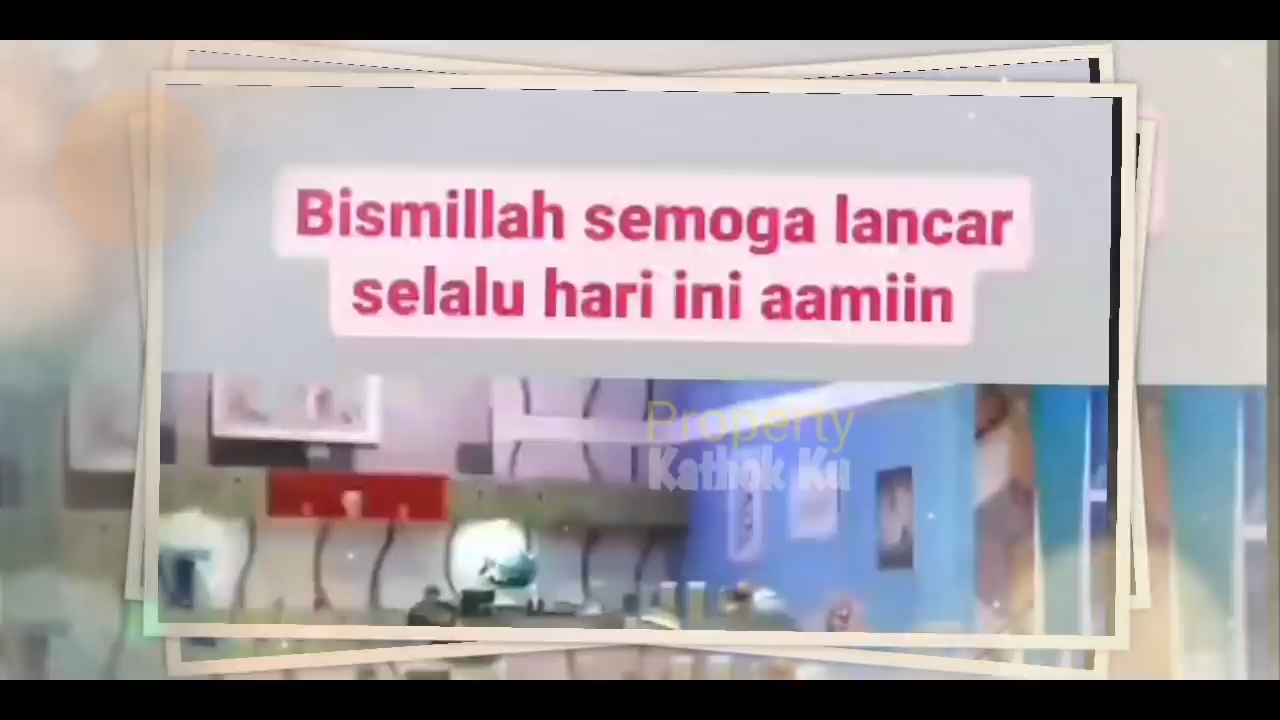 Bismillah semoga lancar
selalu hari ini aamiin
Property
Kathok Ku